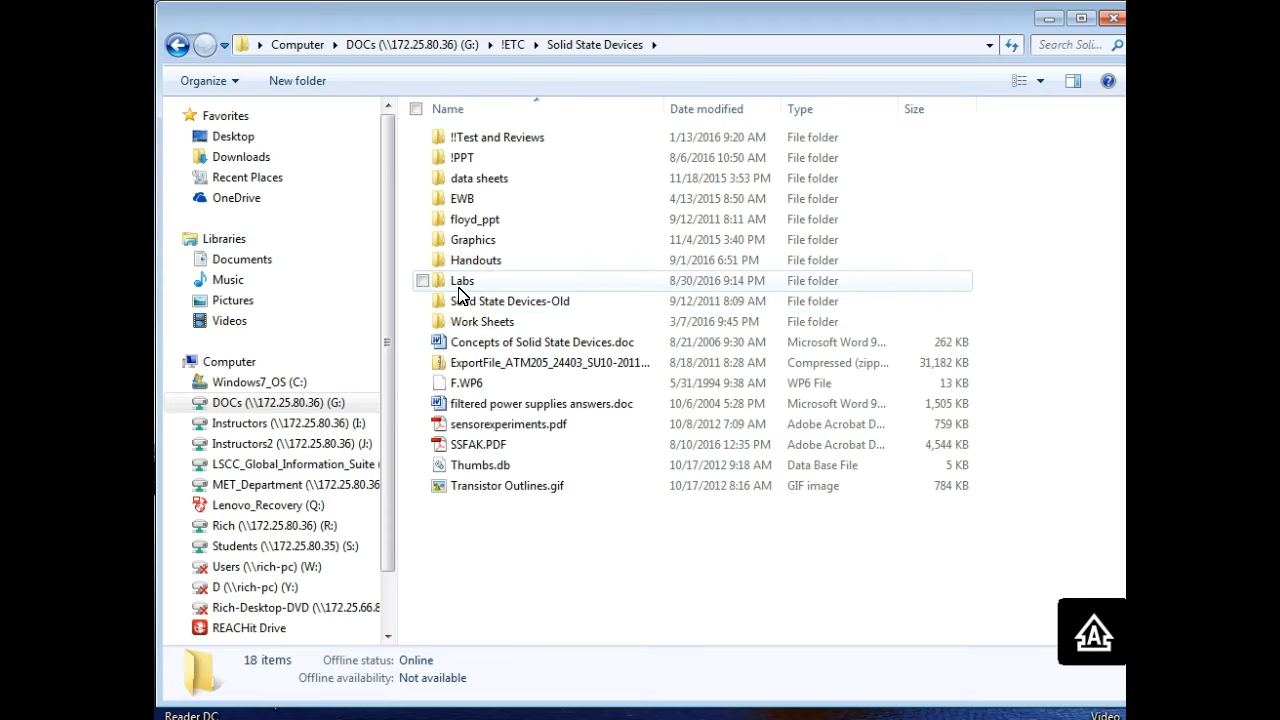 Computer DOCs (\\172.25.80.36) (G:) !ETC Solid State Devices
Search Soli...
Organize New folder
Favorites
Desktop
Downloads
Recent Places
OneDrive
Libraries
Documents
Music
Pictures
Videos
Computer
Windows7_OS (C:)
DOCs (\\172.25.80.36) (G:)
Instructors (\\172.25.80.36) (I:)
Instructors2 (\\172.25.80.36) (J:)
LSCC_Global_Information_Suite (
MET_Department (\\172.25.80.36
Lenovo_Recovery (Q:)
Rich (\\172.25.80.36) (R:)
Students (\\172.25.80.35) (S:)
Users (\\rich-pc) (W:)
D (\\rich-pc) (Y:)
Rich-Desktop-DVD (\\172.25.66.8
REACHit Drive
Name Date modified Type Size
!!Test and Reviews 1/13/2016 9:20 AM File folder
!PPT 8/6/2016 10:50 AM File folder
data sheets 11/18/2015 3:53 PM File folder
EWB 4/13/2015 8:50 AM File folder
floyd_ppt 9/12/2011 8:11 AM File folder
Graphics 11/4/2015 3:40 PM File folder
Handouts 9/1/2016 6:51 PM File folder
Labs 8/30/2016 9:14 PM File folder
Solid State Devices-Old 9/12/2011 8:09 AM File folder
Work Sheets 3/7/2016 9:45 PM File folder
Concepts of Solid State Devices.doc 8/21/2006 9:30 AM Microsoft Word 9... 262 KB
ExportFile_ATM205_24403_SU10-2011... 8/18/2011 8:28 AM Compressed (zipp... 31,182 KB
F.WP6 5/31/1994 9:38 AM WP6 File 13 KB
filtered power supplies answers.doc 10/6/2004 5:28 PM Microsoft Word 9... 1,505 KB
sensorexperiments.pdf 10/8/2012 7:09 AM Adobe Acrobat D... 759 KB
SSFAK.PDF 8/10/2016 12:35 PM Adobe Acrobat D... 4,544 KB
Thumbs.db 10/17/2012 9:18 AM Data Base File 5 KB
Transistor Outlines.gif 10/17/2012 8:16 AM GIF image 784 KB
A
18 items Offline status: Online
Offline availability: Not available
Reader DC
Video